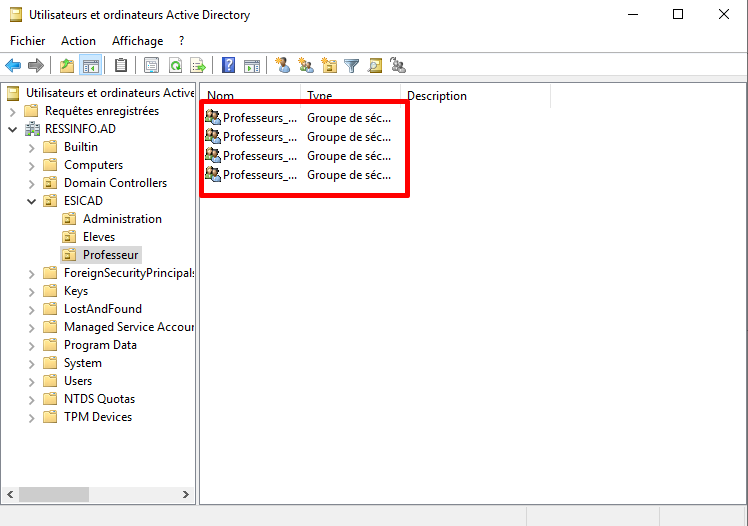 Utilisateurs et ordinateurs Active Directory
Fichier Action Affichage ?
Utilisateurs et ordinateurs Active
Requêtes enregistrées
RESSINFO.AD
Builtin
Computers
Domain Controllers
ESICAD
Administration
Eleves
Professeur
ForeignSecurityPrincipals
Keys
LostAndFound
Managed Service Accour
Program Data
System
Users
NTDS Quotas
TPM Devices
Nom Type Description
Professeurs_... Groupe de séc...
Professeurs_... Groupe de séc...
Professeurs_... Groupe de séc...
Professeurs_... Groupe de séc...